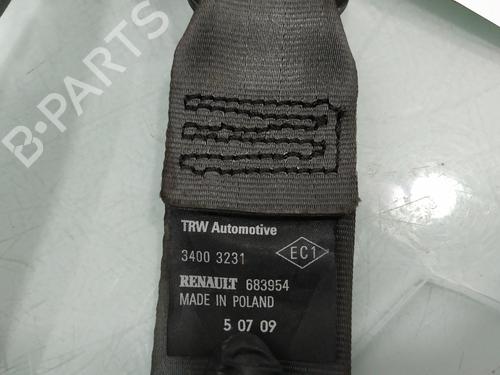 B-PARTS
TRW Automotive
3400 3231
EC1
RENAULT 683954
MADE IN POLAND
5 07 09